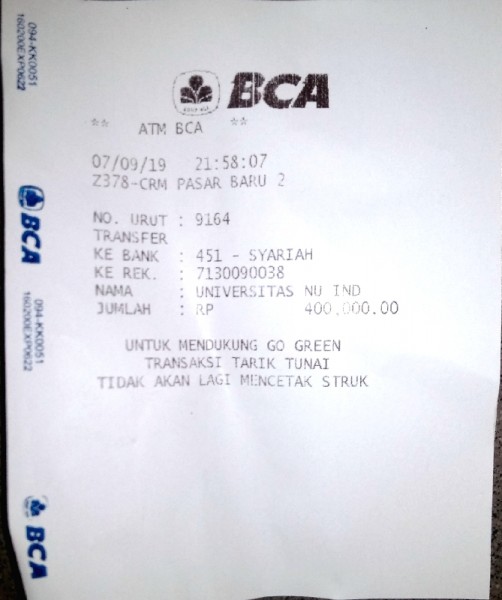 BCA
** ATM BCA **
07/09/19 21:58:07
Z378-CRM PASAR BARU 2
NO. URUT : 9164
TRANSFER
KE BANK : 451 - SYARIAH
KE REK. : 7130090038
NAMA : UNIVERSITAS NU IND
JUMLAH : RP 400,000.00
UNTUK MENDUKUNG GO GREEN
TRANSAKSI TARIK TUNAI
TIDAK AKAN LAGI MENCETAK STRUK
094-KK0051
160200EXP0622
BCA
094-KK0051
160200EXP0622
BCA